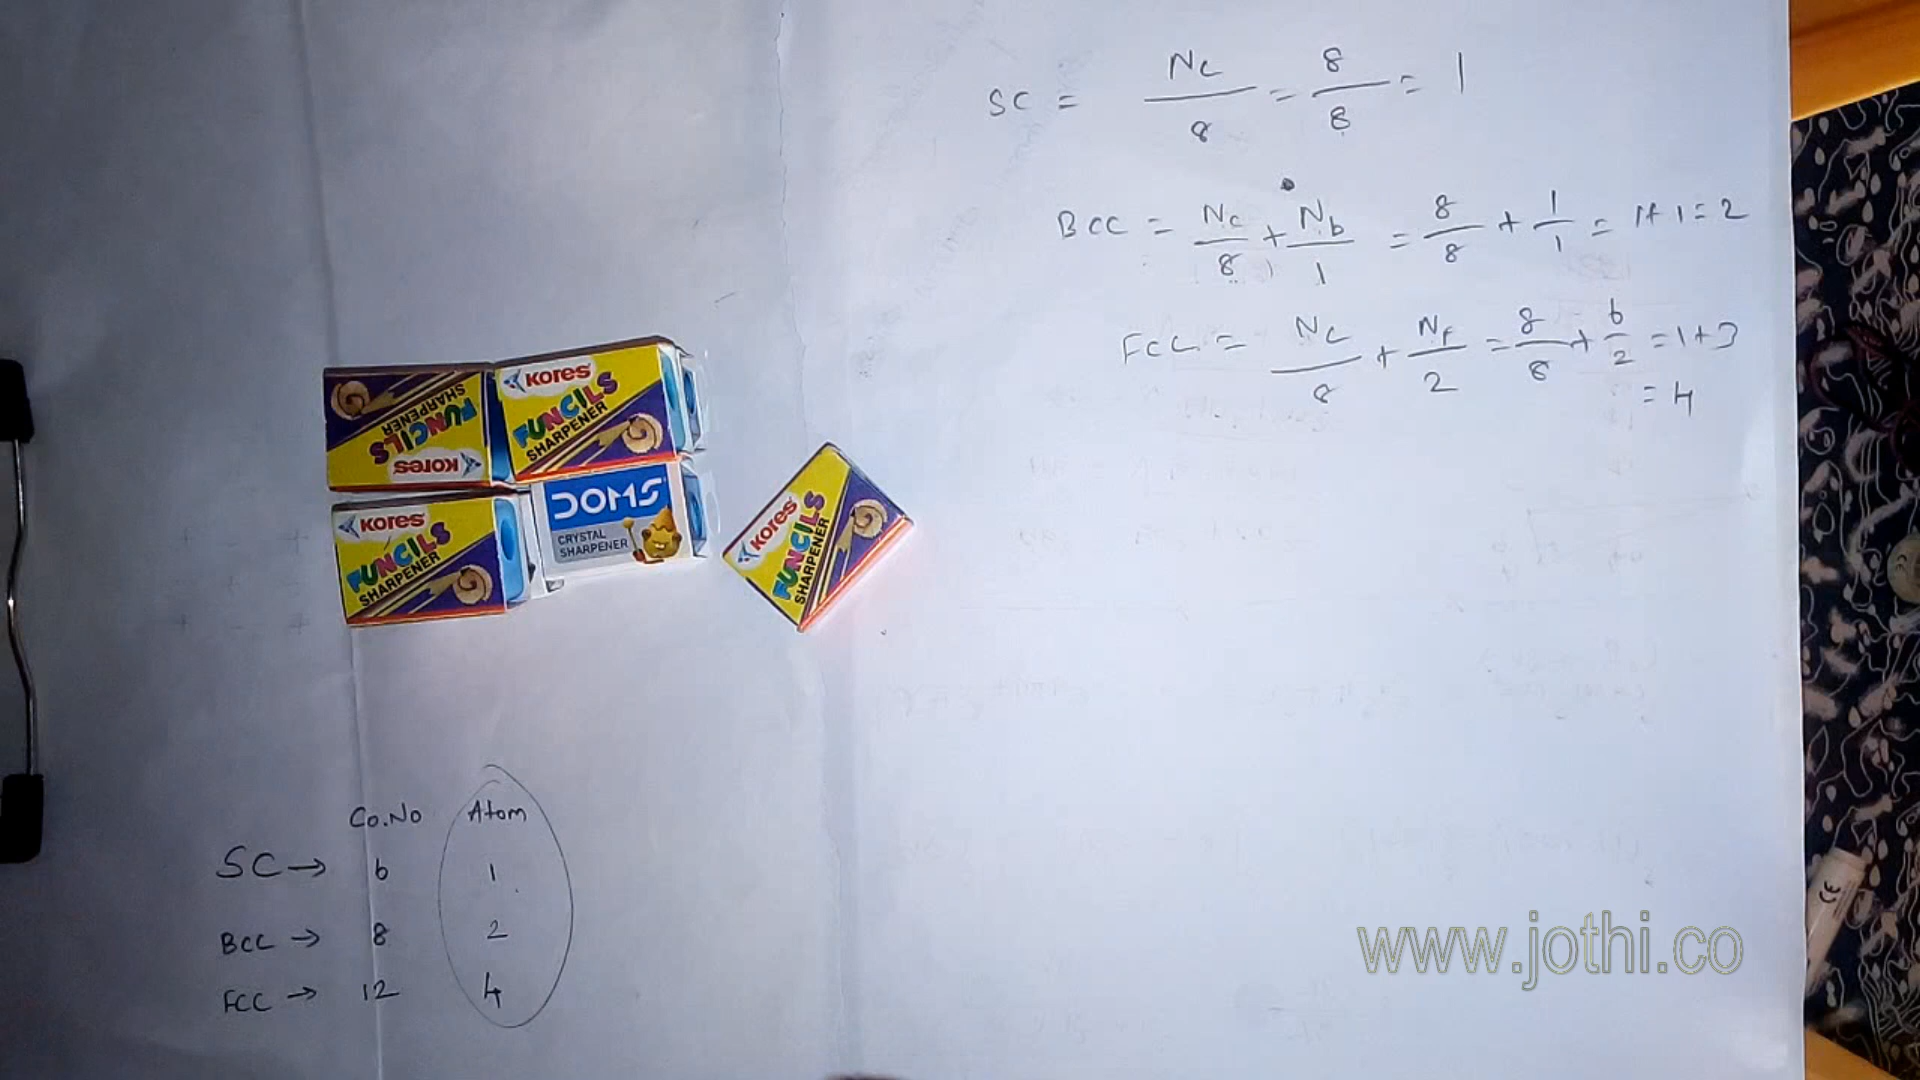 SC = Nc/8 = 8/8 = 1
BCC = Nc/8 + Nb/1 = 8/8 + 1/1 = 1+1=2
FCC = Nc/8 + Nf/2 = 8/8 + 6/2 = 1+3
= 4
FUNCILS
SHARPENER
Kores
Kores
FUNCILS
SHARPENER
Kores
FUNCILS
SHARPENER
DOMS
CRYSTAL
SHARPENER
Kores
FUNCILS
SHARPENER
Co.No Atom
SC → 6 1
BCC → 8 2
FCC → 12 4
www.jothi.co